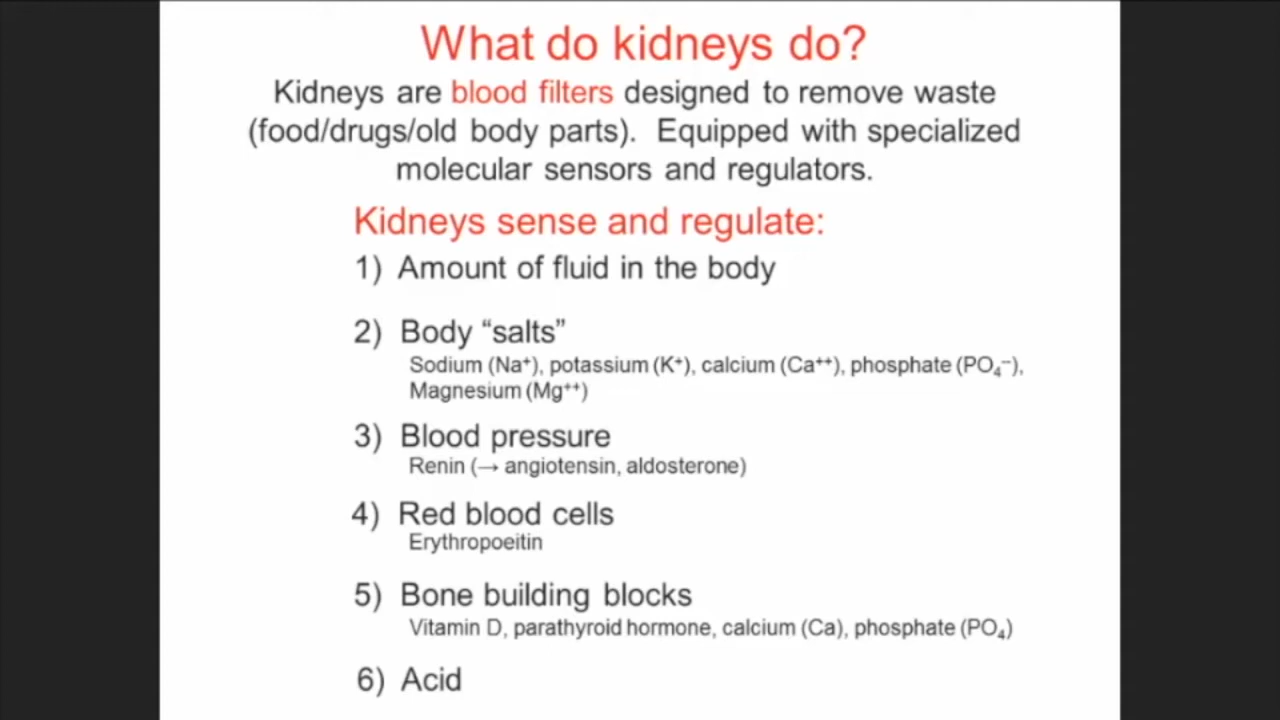 What do kidneys do?
Kidneys are blood filters designed to remove waste
(food/drugs/old body parts). Equipped with specialized
molecular sensors and regulators.
Kidneys sense and regulate:
1) Amount of fluid in the body
2) Body “salts”
Sodium (Na⁺), potassium (K⁺), calcium (Ca⁺⁺), phosphate (PO₄⁻),
Magnesium (Mg⁺⁺)
3) Blood pressure
Renin (→ angiotensin, aldosterone)
4) Red blood cells
Erythropoeitin
5) Bone building blocks
Vitamin D, parathyroid hormone, calcium (Ca), phosphate (PO₄)
6) Acid